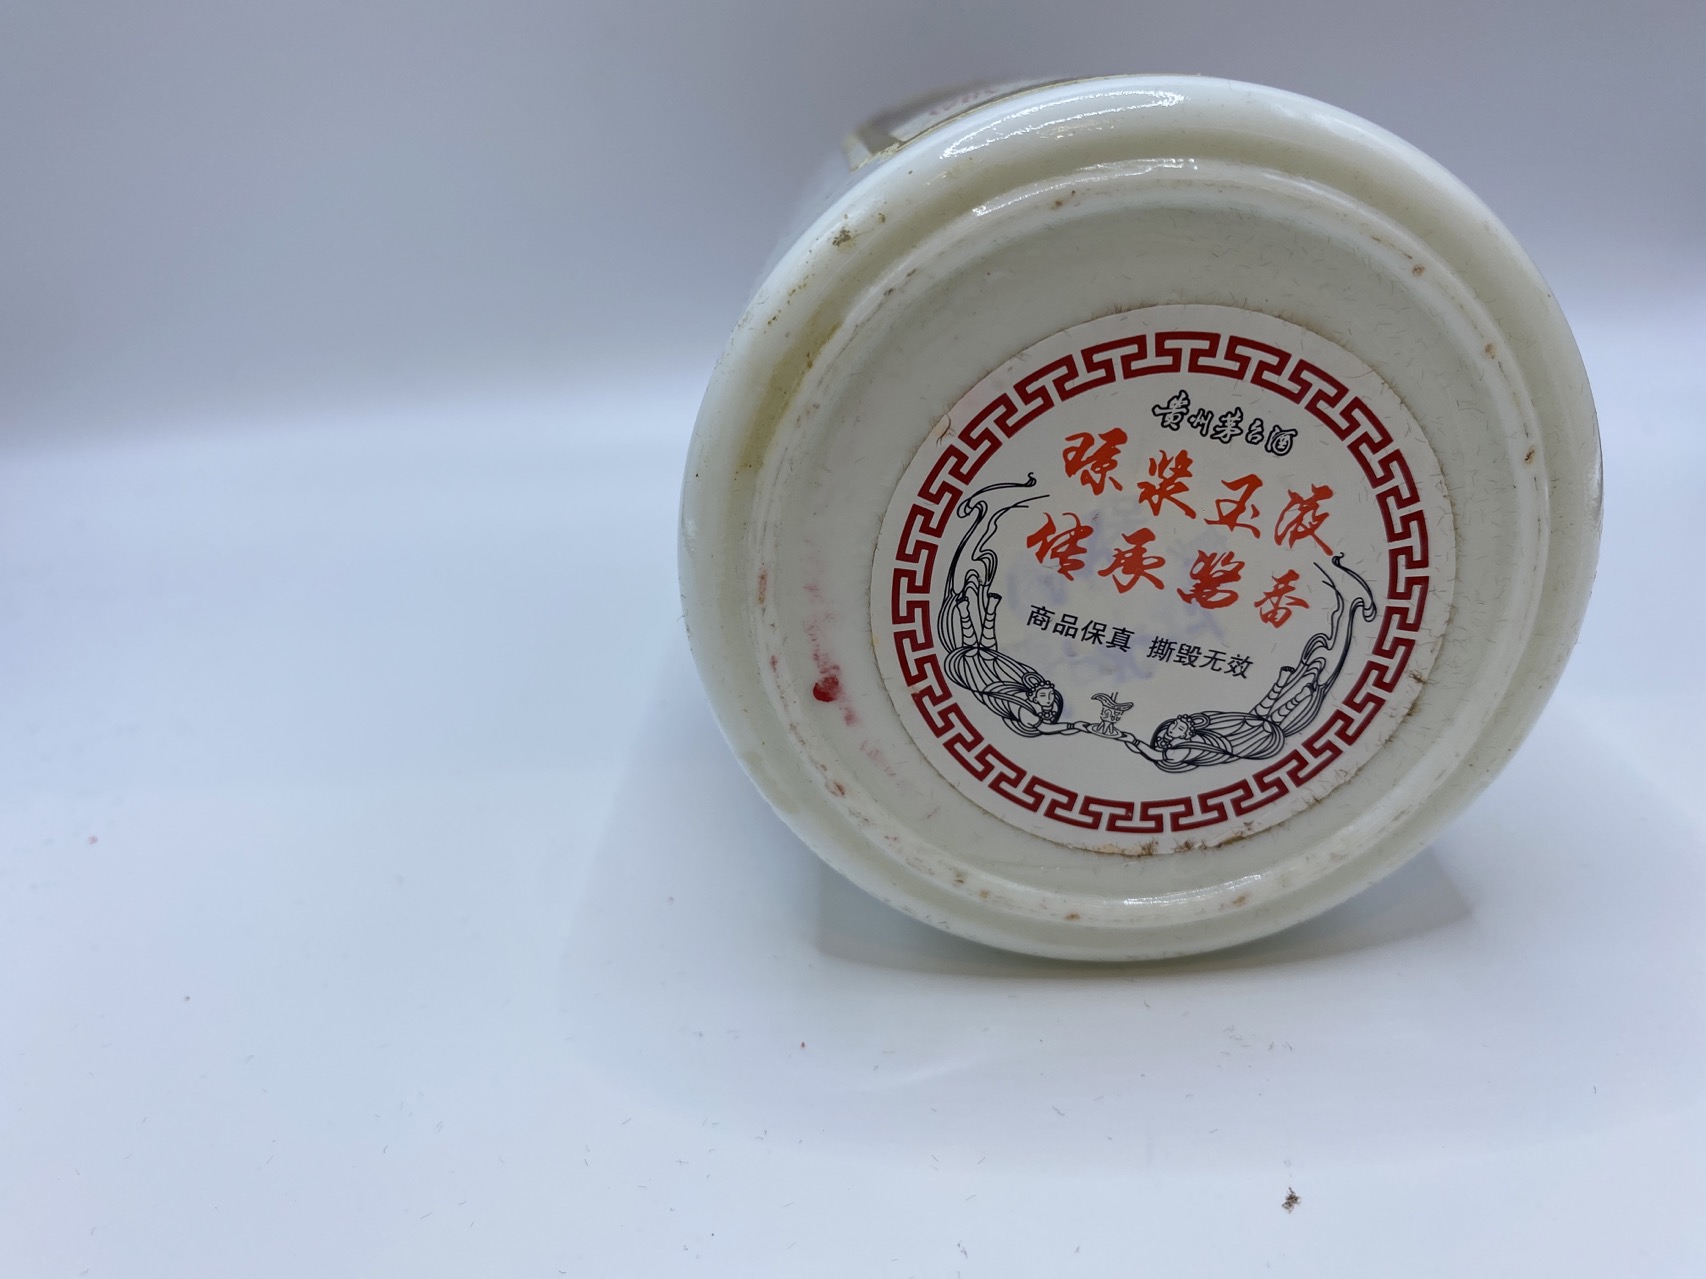 贵州茅台酒
琼浆玉液
传承酱香
商品保真 撕毁无效